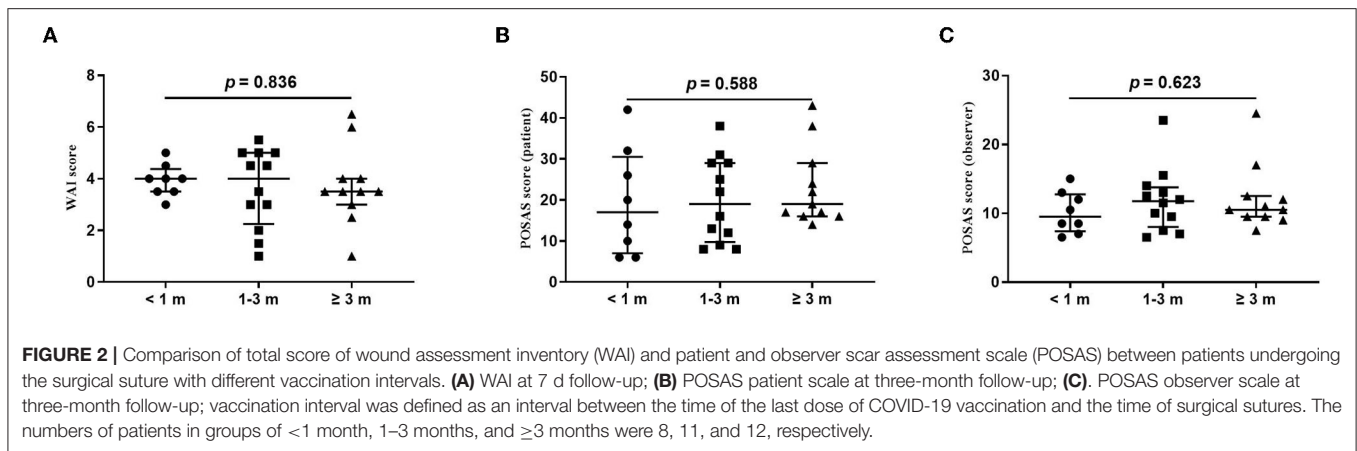 A
B
C
p = 0.836
p = 0.588
p = 0.623
WAI score
8
6
4
2
0
< 1 m
1-3 m
≥ 3 m
POSAS score (patient)
50
40
30
20
10
0
< 1 m
1-3 m
≥ 3 m
POSAS score (observer)
30
20
10
0
< 1 m
1-3 m
≥ 3 m
FIGURE 2 | Comparison of total score of wound assessment inventory (WAI) and patient and observer scar assessment scale (POSAS) between patients undergoing
the surgical suture with different vaccination intervals. (A) WAI at 7 d follow-up; (B) POSAS patient scale at three-month follow-up; (C). POSAS observer scale at
three-month follow-up; vaccination interval was defined as an interval between the time of the last dose of COVID-19 vaccination and the time of surgical sutures. The
numbers of patients in groups of <1 month, 1–3 months, and ≥3 months were 8, 11, and 12, respectively.